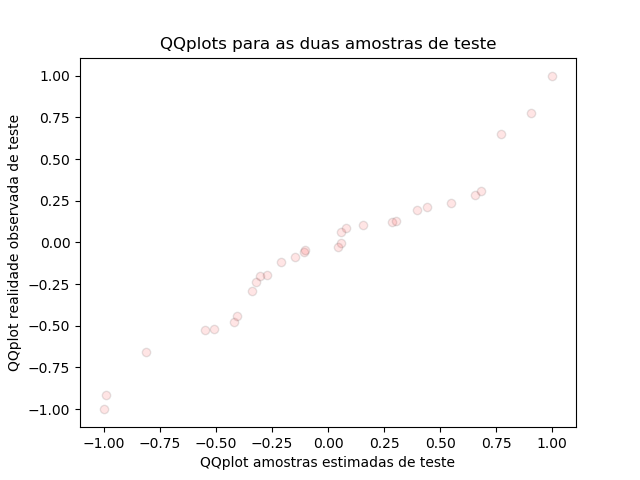 QQplots para as duas amostras de teste
QQplot realidade observada de teste
1.00
0.75
0.50
0.25
0.00
−0.25
−0.50
−0.75
−1.00
−1.00 −0.75 −0.50 −0.25 0.00 0.25 0.50 0.75 1.00
QQplot amostras estimadas de teste